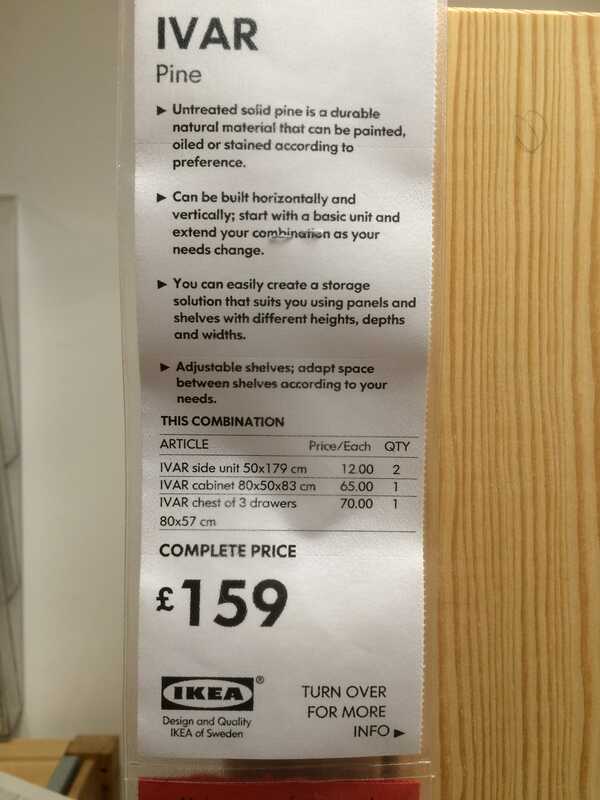 IVAR
Pine
► Untreated solid pine is a durable
natural material that can be painted,
oiled or stained according to
preference.
► Can be built horizontally and
vertically; start with a basic unit and
extend your combination as your
needs change.
► You can easily create a storage
solution that suits you using panels and
shelves with different heights, depths
and widths.
► Adjustable shelves; adapt space
between shelves according to your
needs.
THIS COMBINATION
ARTICLE Price/Each QTY
IVAR side unit 50x179 cm 12.00 2
IVAR cabinet 80x50x83 cm 65.00 1
IVAR chest of 3 drawers 70.00 1
80x57 cm
COMPLETE PRICE
£159
IKEA®
Design and Quality
IKEA of Sweden
TURN OVER
FOR MORE
INFO ►